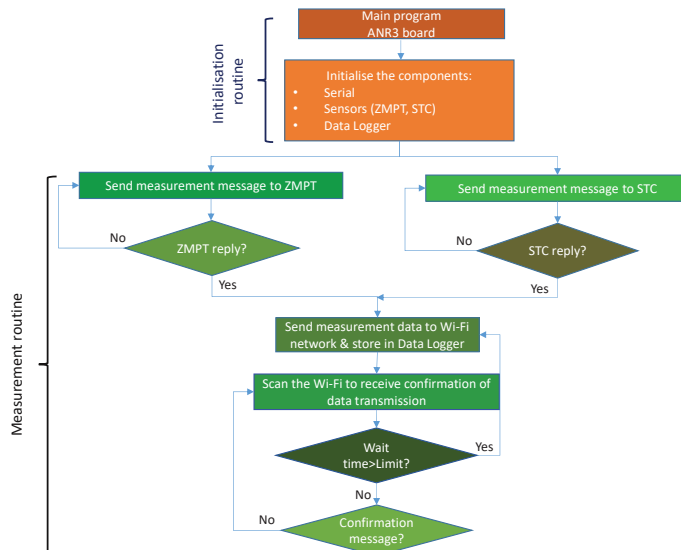 Main program
ANR3 board
Initialisation
routine
Initialise the components:
• Serial
• Sensors (ZMPT, STC)
• Data Logger
Measurement routine
Send measurement message to ZMPT
Send measurement message to STC
No
ZMPT reply?
No
STC reply?
Yes
Yes
Send measurement data to Wi-Fi
network & store in Data Logger
Scan the Wi-Fi to receive confirmation of
data transmission
Wait
time>Limit?
Yes
No
No
Confirmation
message?